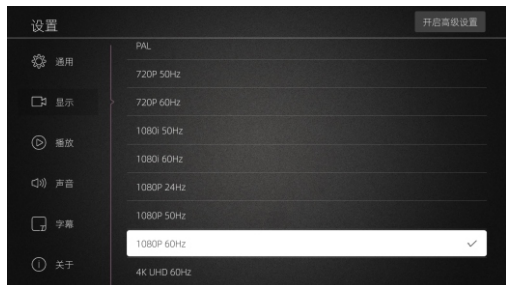 设置
开启高级设置
通用
显示
播放
声音
字幕
关于
PAL
720P 50Hz
720P 60Hz
1080i 50Hz
1080i 60Hz
1080P 24Hz
1080P 50Hz
1080P 60Hz
4K UHD 60Hz